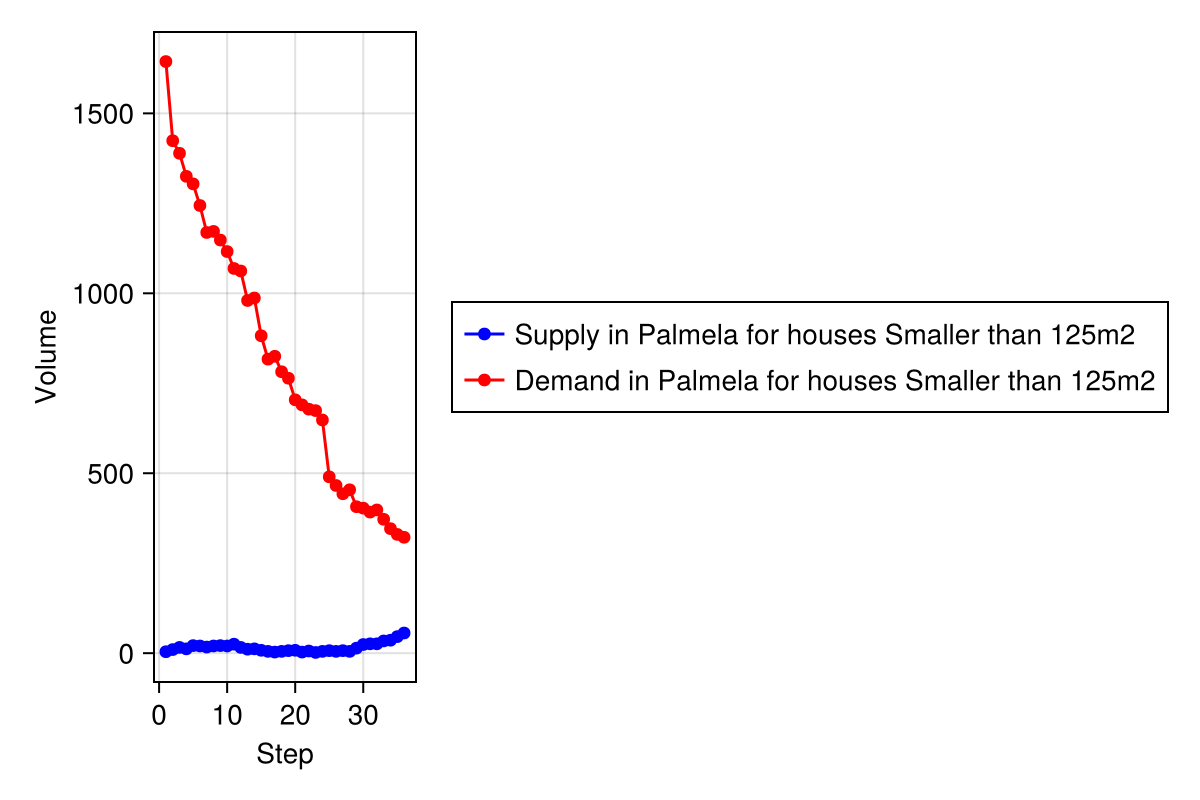 1500
1000
500
0
Volume
0 10 20 30
Step
Supply in Palmela for houses Smaller than 125m2
Demand in Palmela for houses Smaller than 125m2